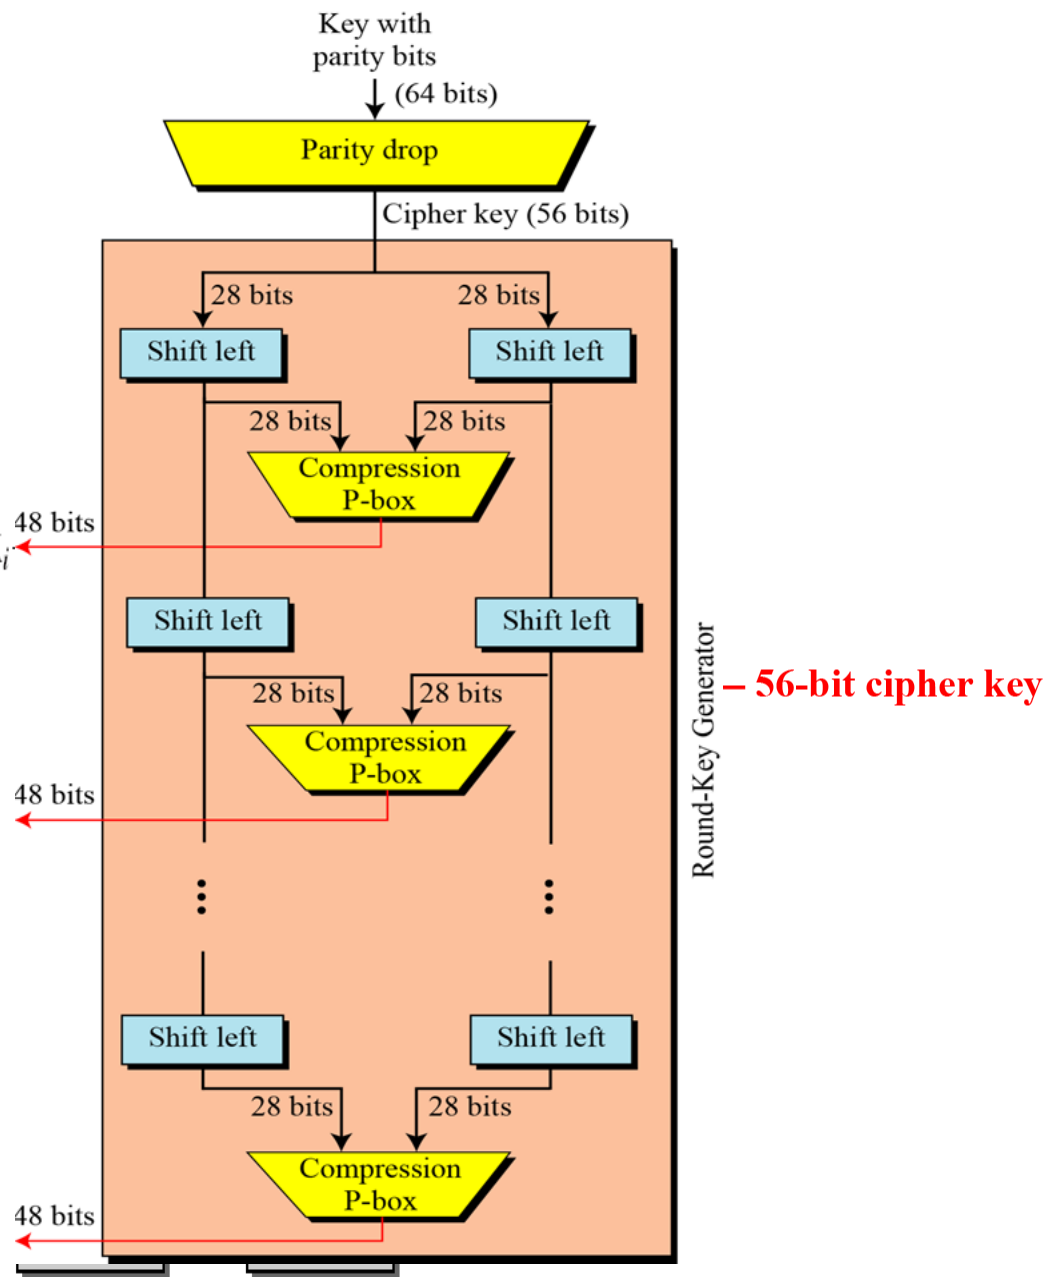 Key with
parity bits
(64 bits)
Parity drop
Cipher key (56 bits)
28 bits
28 bits
Shift left
Shift left
28 bits
28 bits
Compression
P-box
48 bits
i
Shift left
Shift left
28 bits
28 bits
Compression
P-box
48 bits
Round-Key Generator
– 56-bit cipher key
Shift left
Shift left
28 bits
28 bits
Compression
P-box
48 bits